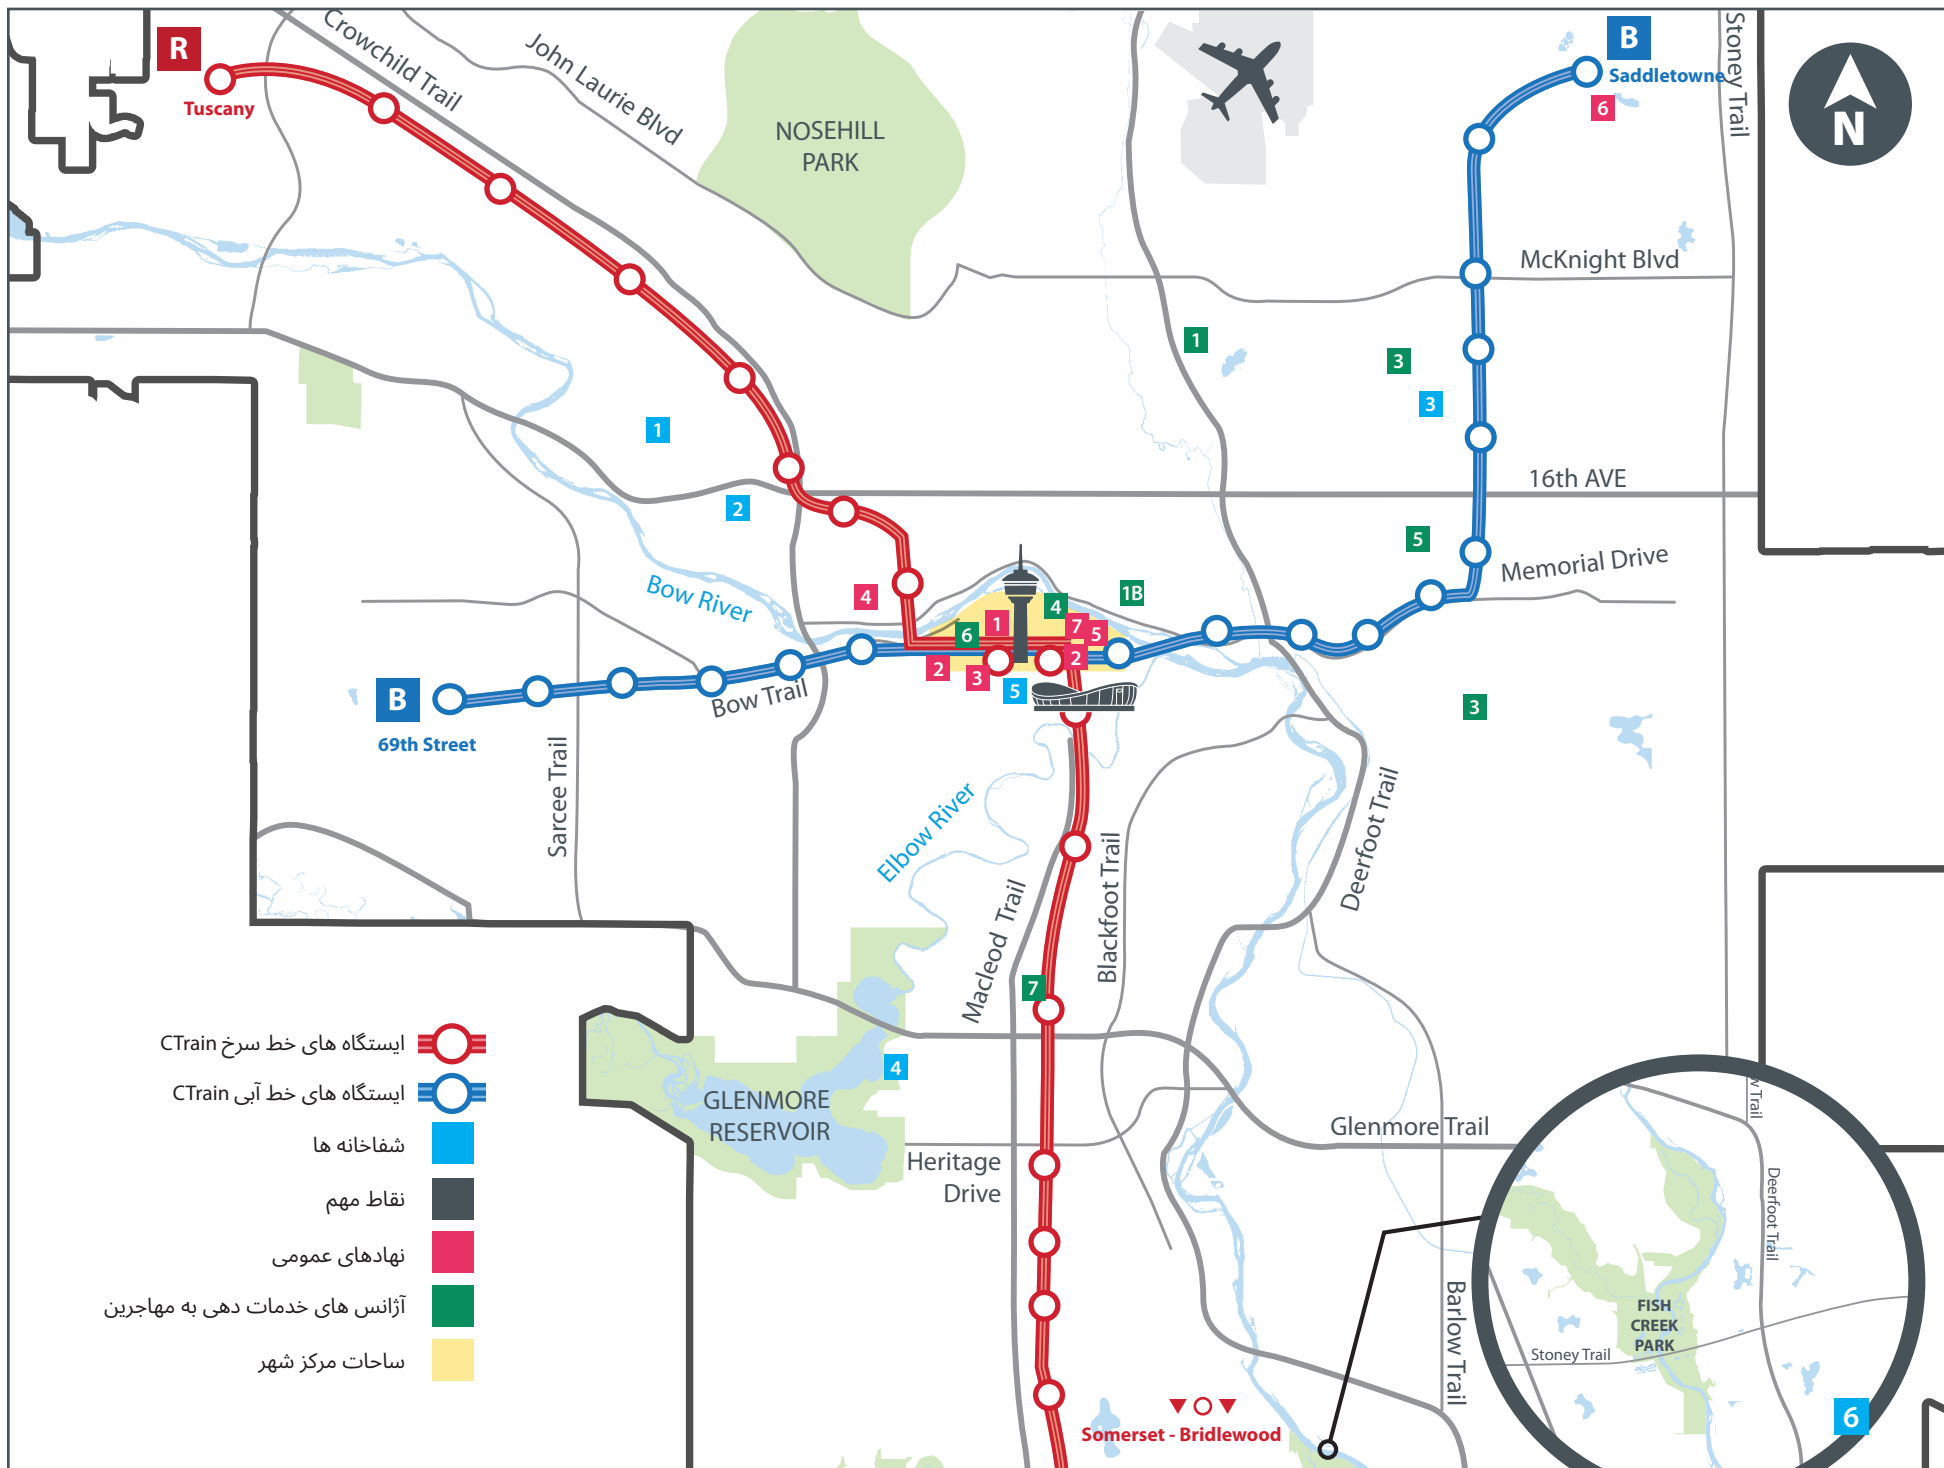 R
Tuscany
Crowchild Trail
John Laurie Blvd
NOSEHILL
PARK
B
Saddletowne
6
Stoney Trail
N
McKnight Blvd
1
3
3
1
16th AVE
2
5
Memorial Drive
Bow River
4
1B
4
6
1
7
5
2
2
3
5
B
69th Street
Bow Trail
3
Sarcee Trail
Elbow River
Deerfoot Trail
Blackfoot Trail
Macleod Trail
7
4
GLENMORE
RESERVOIR
Heritage
Drive
Glenmore Trail
Barlow Trail
Somerset - Bridlewood
w Trail
Deerfoot Trail
FISH
CREEK
PARK
Stoney Trail
6
ایستگاه های خط سرخ CTrain
ایستگاه های خط آبی CTrain
شفاخانه ها
نقاط مهم
نهادهای عمومی
آژانس های خدمات دهی به مهاجرین
ساحات مرکز شهر